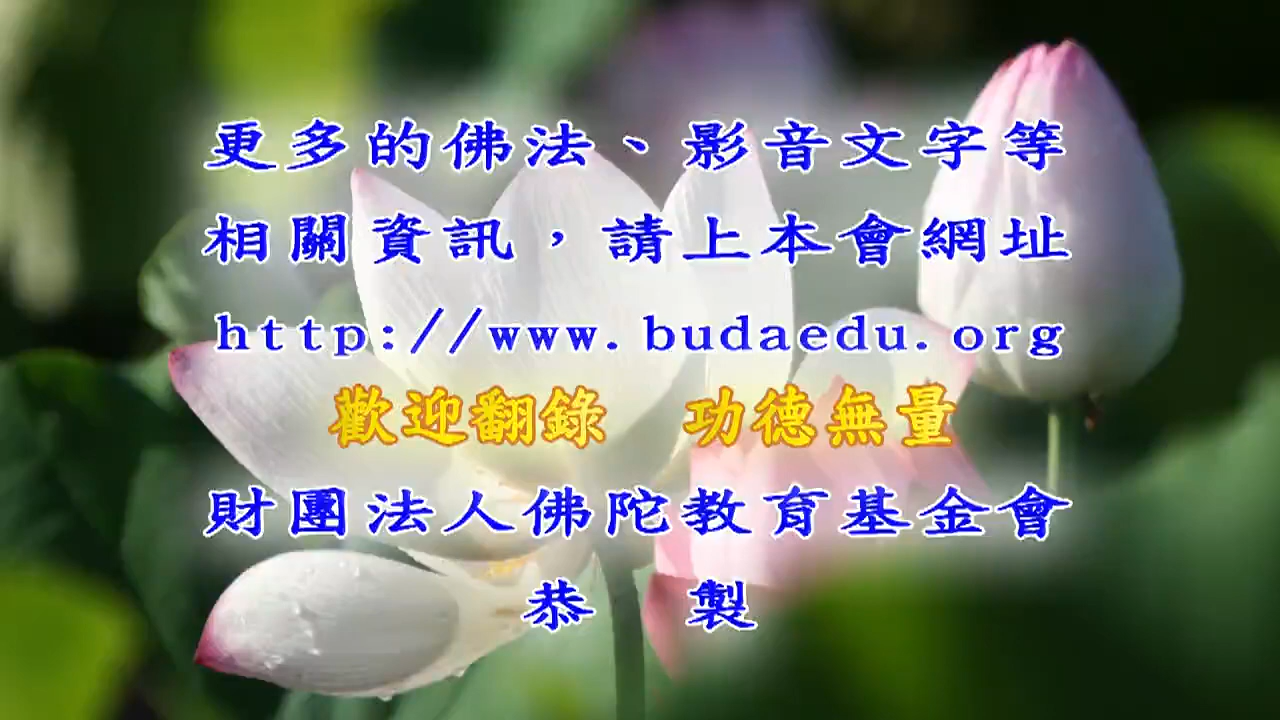 更多的佛法、影音文字等
相關資訊，請上本會網址
http://www.budaedu.org
歡迎翻錄　功德無量
財團法人佛陀教育基金會
恭　製